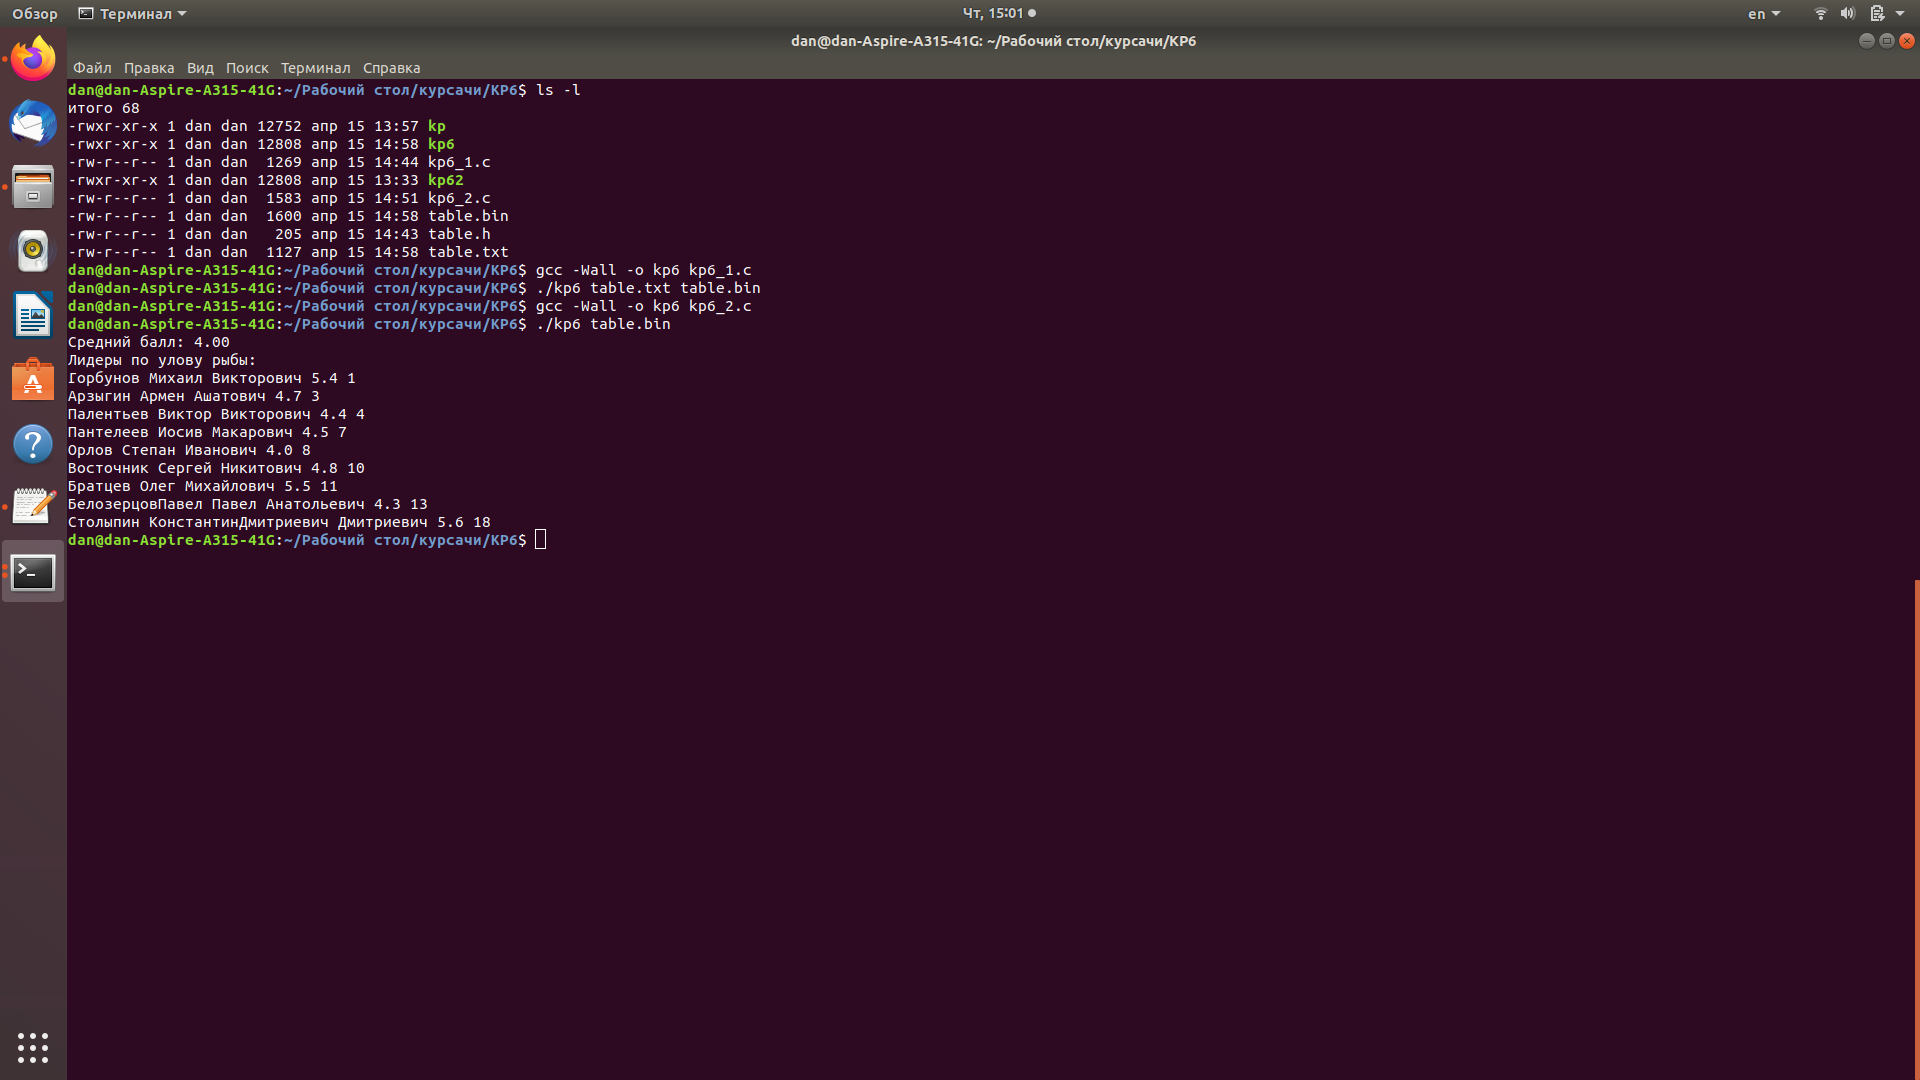 Обзор Терминал Чт, 15:01 en
dan@dan-Aspire-A315-41G: ~/Рабочий стол/курсачи/KP6
Файл Правка Вид Поиск Терминал Справка
dan@dan-Aspire-A315-41G:~/Рабочий стол/курсачи/KP6$ ls -l
итого 68
-rwxr-xr-x 1 dan dan 12752 апр 15 13:57 kp
-rwxr-xr-x 1 dan dan 12808 апр 15 14:58 kp6
-rw-r--r-- 1 dan dan  1269 апр 15 14:44 kp6_1.c
-rwxr-xr-x 1 dan dan 12808 апр 15 13:33 kp62
-rw-r--r-- 1 dan dan  1583 апр 15 14:51 kp6_2.c
-rw-r--r-- 1 dan dan  1600 апр 15 14:58 table.bin
-rw-r--r-- 1 dan dan   205 апр 15 14:43 table.h
-rw-r--r-- 1 dan dan  1127 апр 15 14:58 table.txt
dan@dan-Aspire-A315-41G:~/Рабочий стол/курсачи/KP6$ gcc -Wall -o kp6 kp6_1.c
dan@dan-Aspire-A315-41G:~/Рабочий стол/курсачи/KP6$ ./kp6 table.txt table.bin
dan@dan-Aspire-A315-41G:~/Рабочий стол/курсачи/KP6$ gcc -Wall -o kp6 kp6_2.c
dan@dan-Aspire-A315-41G:~/Рабочий стол/курсачи/KP6$ ./kp6 table.bin
Средний балл: 4.00
Лидеры по улову рыбы:
Горбунов Михаил Викторович 5.4 1
Арзыгин Армен Ашатович 4.7 3
Палентьев Виктор Викторович 4.4 4
Пантелеев Иосив Макарович 4.5 7
Орлов Степан Иванович 4.0 8
Восточник Сергей Никитович 4.8 10
Братцев Олег Михайлович 5.5 11
БелозерцовПавел Павел Анатольевич 4.3 13
Столыпин КонстантинДмитриевич Дмитриевич 5.6 18
dan@dan-Aspire-A315-41G:~/Рабочий стол/курсачи/KP6$